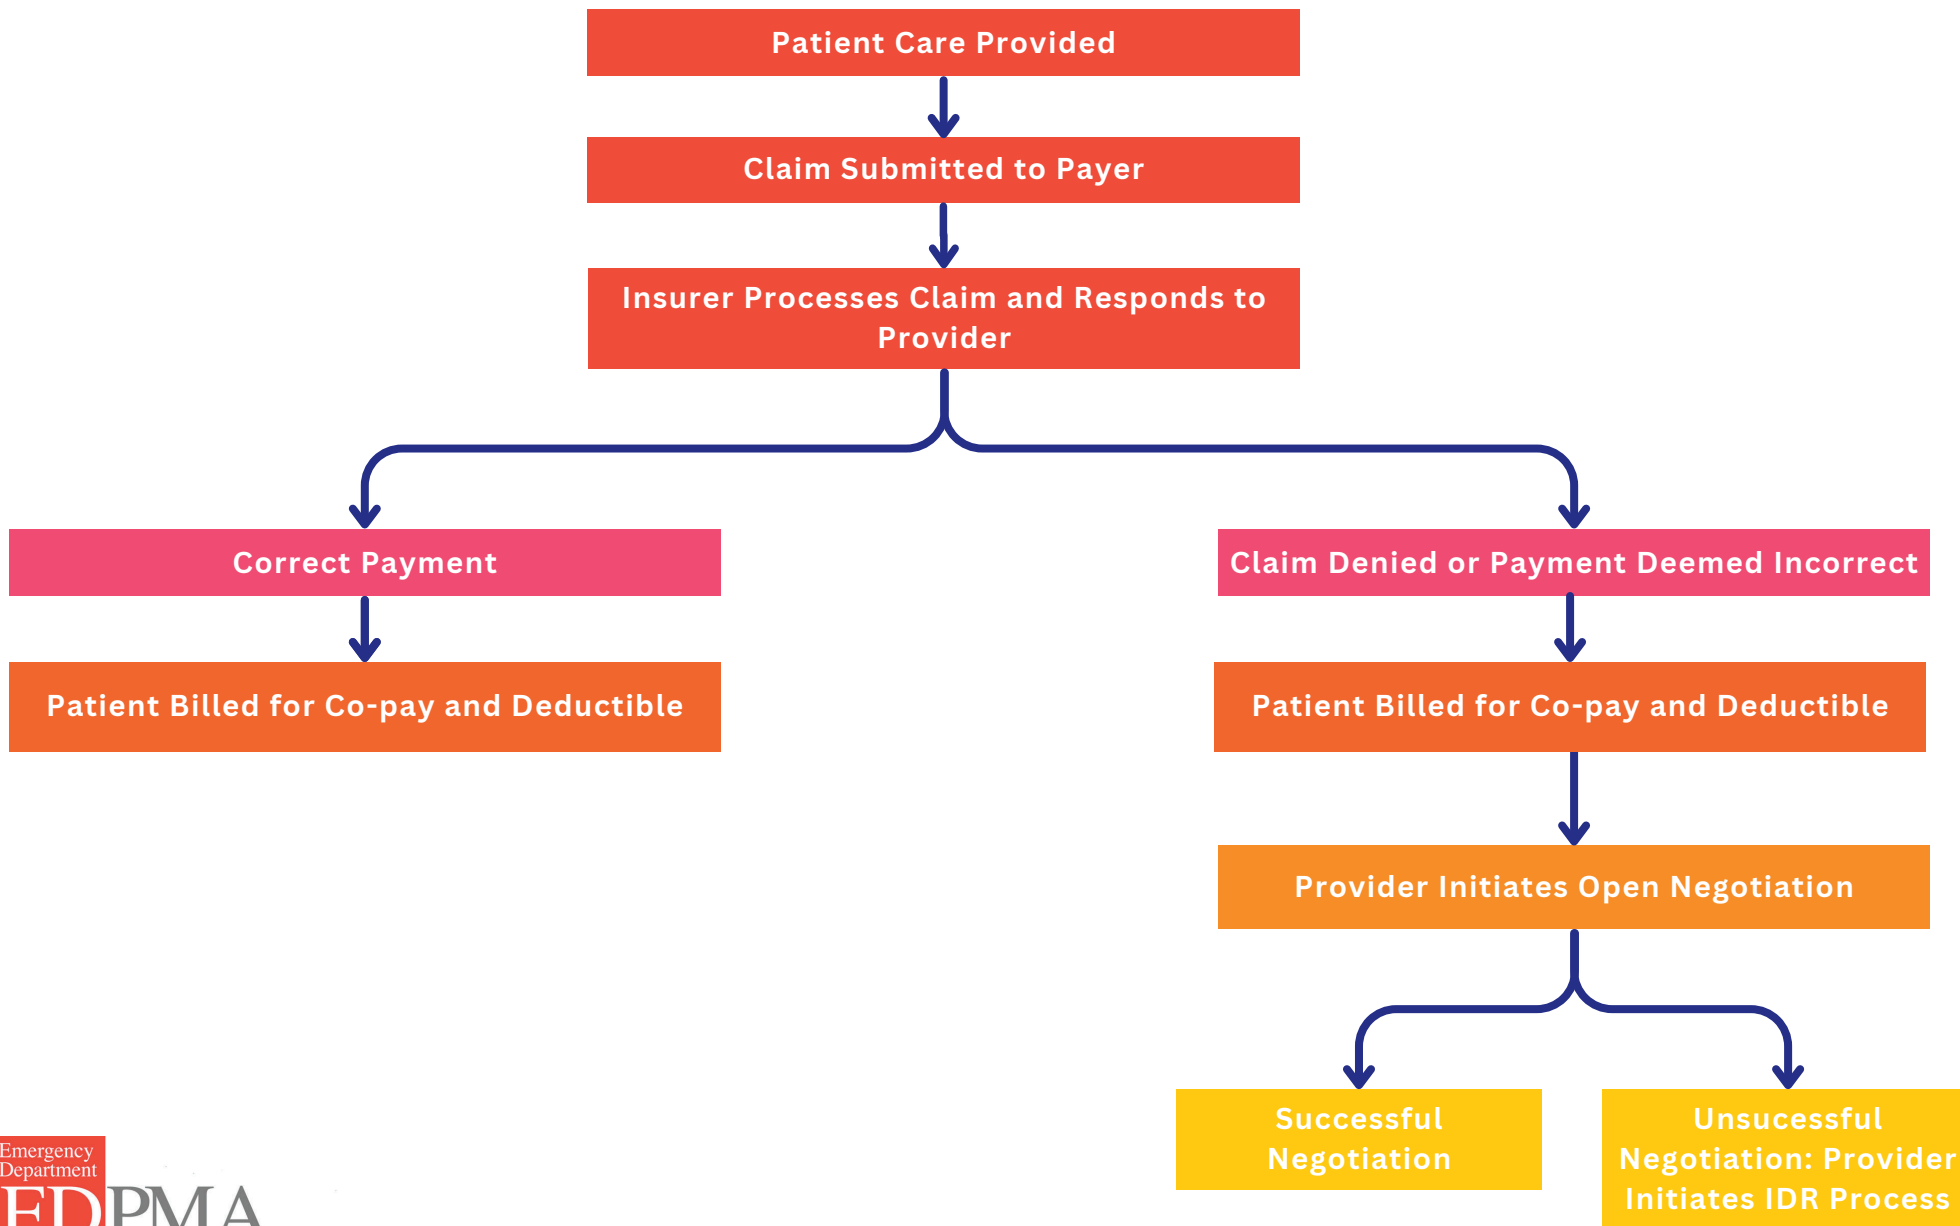 Patient Care Provided
Claim Submitted to Payer
Insurer Processes Claim and Responds to
Provider
Correct Payment
Claim Denied or Payment Deemed Incorrect
Patient Billed for Co-pay and Deductible
Patient Billed for Co-pay and Deductible
Provider Initiates Open Negotiation
Successful
Negotiation
Unsucessful
Negotiation: Provider
Initiates IDR Process
Emergency
Department
EDPMA